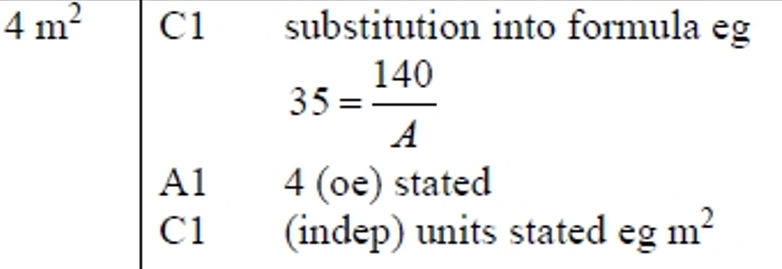 4 m² C1 substitution into formula eg
35 = 140/A
A1 4 (oe) stated
C1 (indep) units stated eg m²